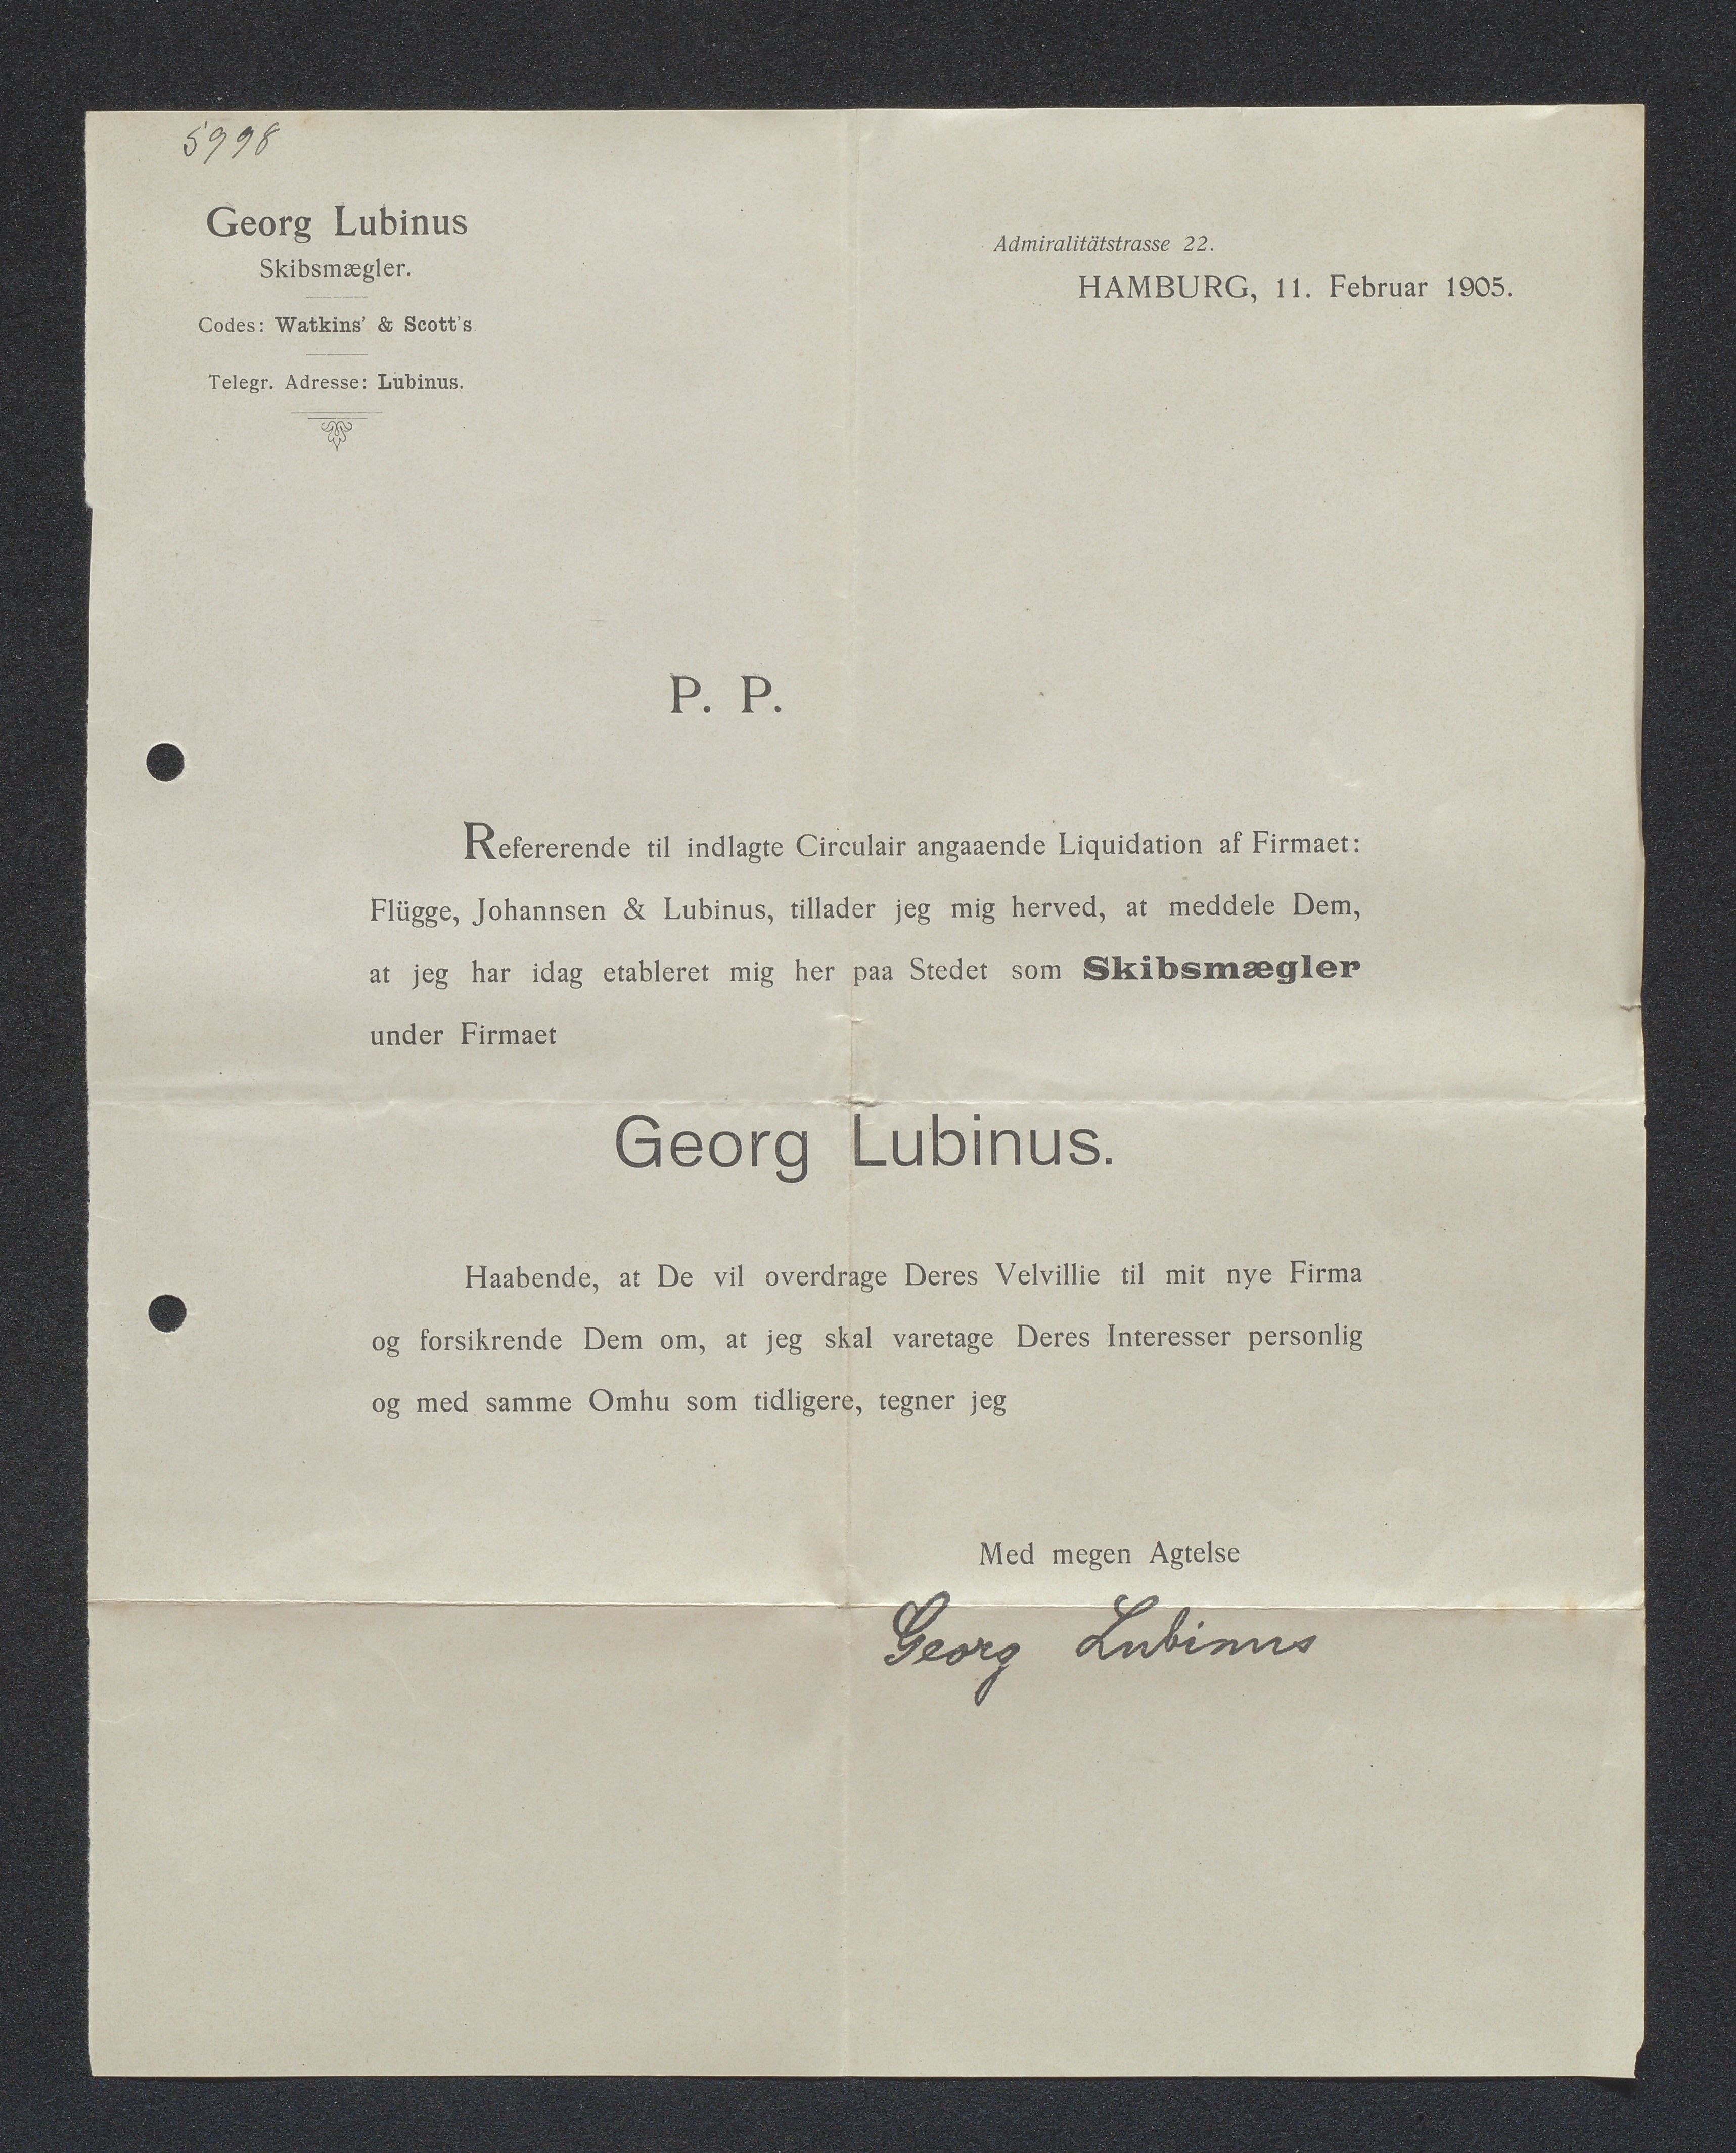 5998
Georg Lubinus
Skibsmægler.
Codes: Watkins' & Scott's
Telegr. Adresse: Lubinus.
Admiralitätstrasse 22.
HAMBURG, 11. Februar 1905.
P. P.
Refererende til indlagte Circulair angaaende Liquidation af Firmaet:
Flügge, Johannsen & Lubinus, tillader jeg mig herved, at meddele Dem,
at jeg har idag etableret mig her paa Stedet som Skibsmægler
under Firmaet
Georg Lubinus.
Haabende, at De vil overdrage Deres Velvillie til mit nye Firma
og forsikrende Dem om, at jeg skal varetage Deres Interesser personlig
og med samme Omhu som tidligere, tegner jeg
Med megen Agtelse
Georg Lubinus